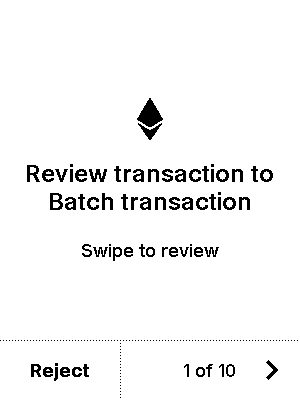 Review transaction to
Batch transaction
Swipe to review
Reject
1 of 10